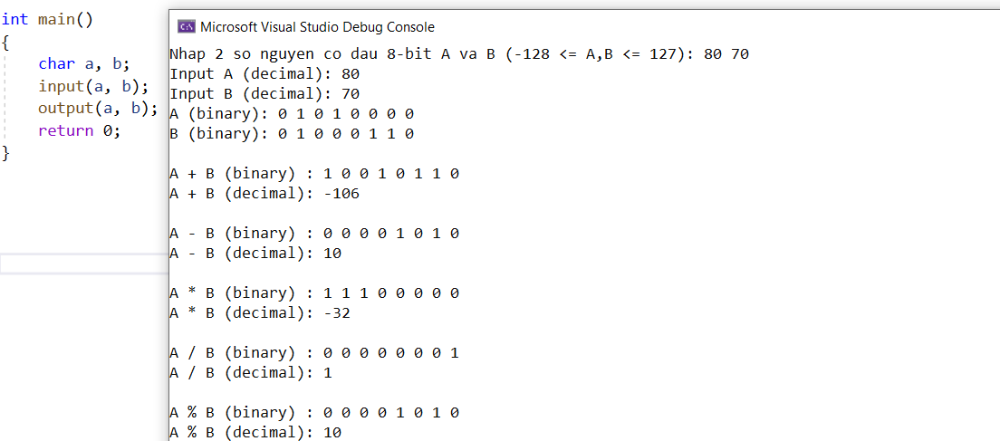 int main()
{
char a, b;
input(a, b);
output(a, b);
return 0;
}
C:\ Microsoft Visual Studio Debug Console
Nhap 2 so nguyen co dau 8-bit A va B (-128 <= A,B <= 127): 80 70
Input A (decimal): 80
Input B (decimal): 70
A (binary): 0 1 0 1 0 0 0 0
B (binary): 0 1 0 0 0 1 1 0
A + B (binary) : 1 0 0 1 0 1 1 0
A + B (decimal): -106
A - B (binary) : 0 0 0 0 1 0 1 0
A - B (decimal): 10
A * B (binary) : 1 1 1 0 0 0 0 0
A * B (decimal): -32
A / B (binary) : 0 0 0 0 0 0 0 1
A / B (decimal): 1
A % B (binary) : 0 0 0 0 1 0 1 0
A % B (decimal): 10